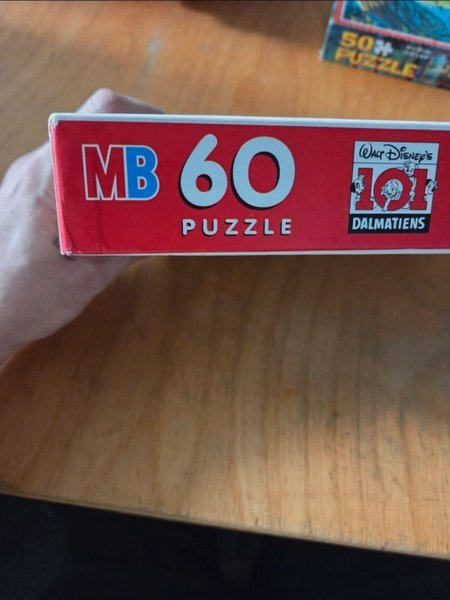 50
PUZZLE
MB
60
PUZZLE
WALT DISNEY'S
101
DALMATIENS